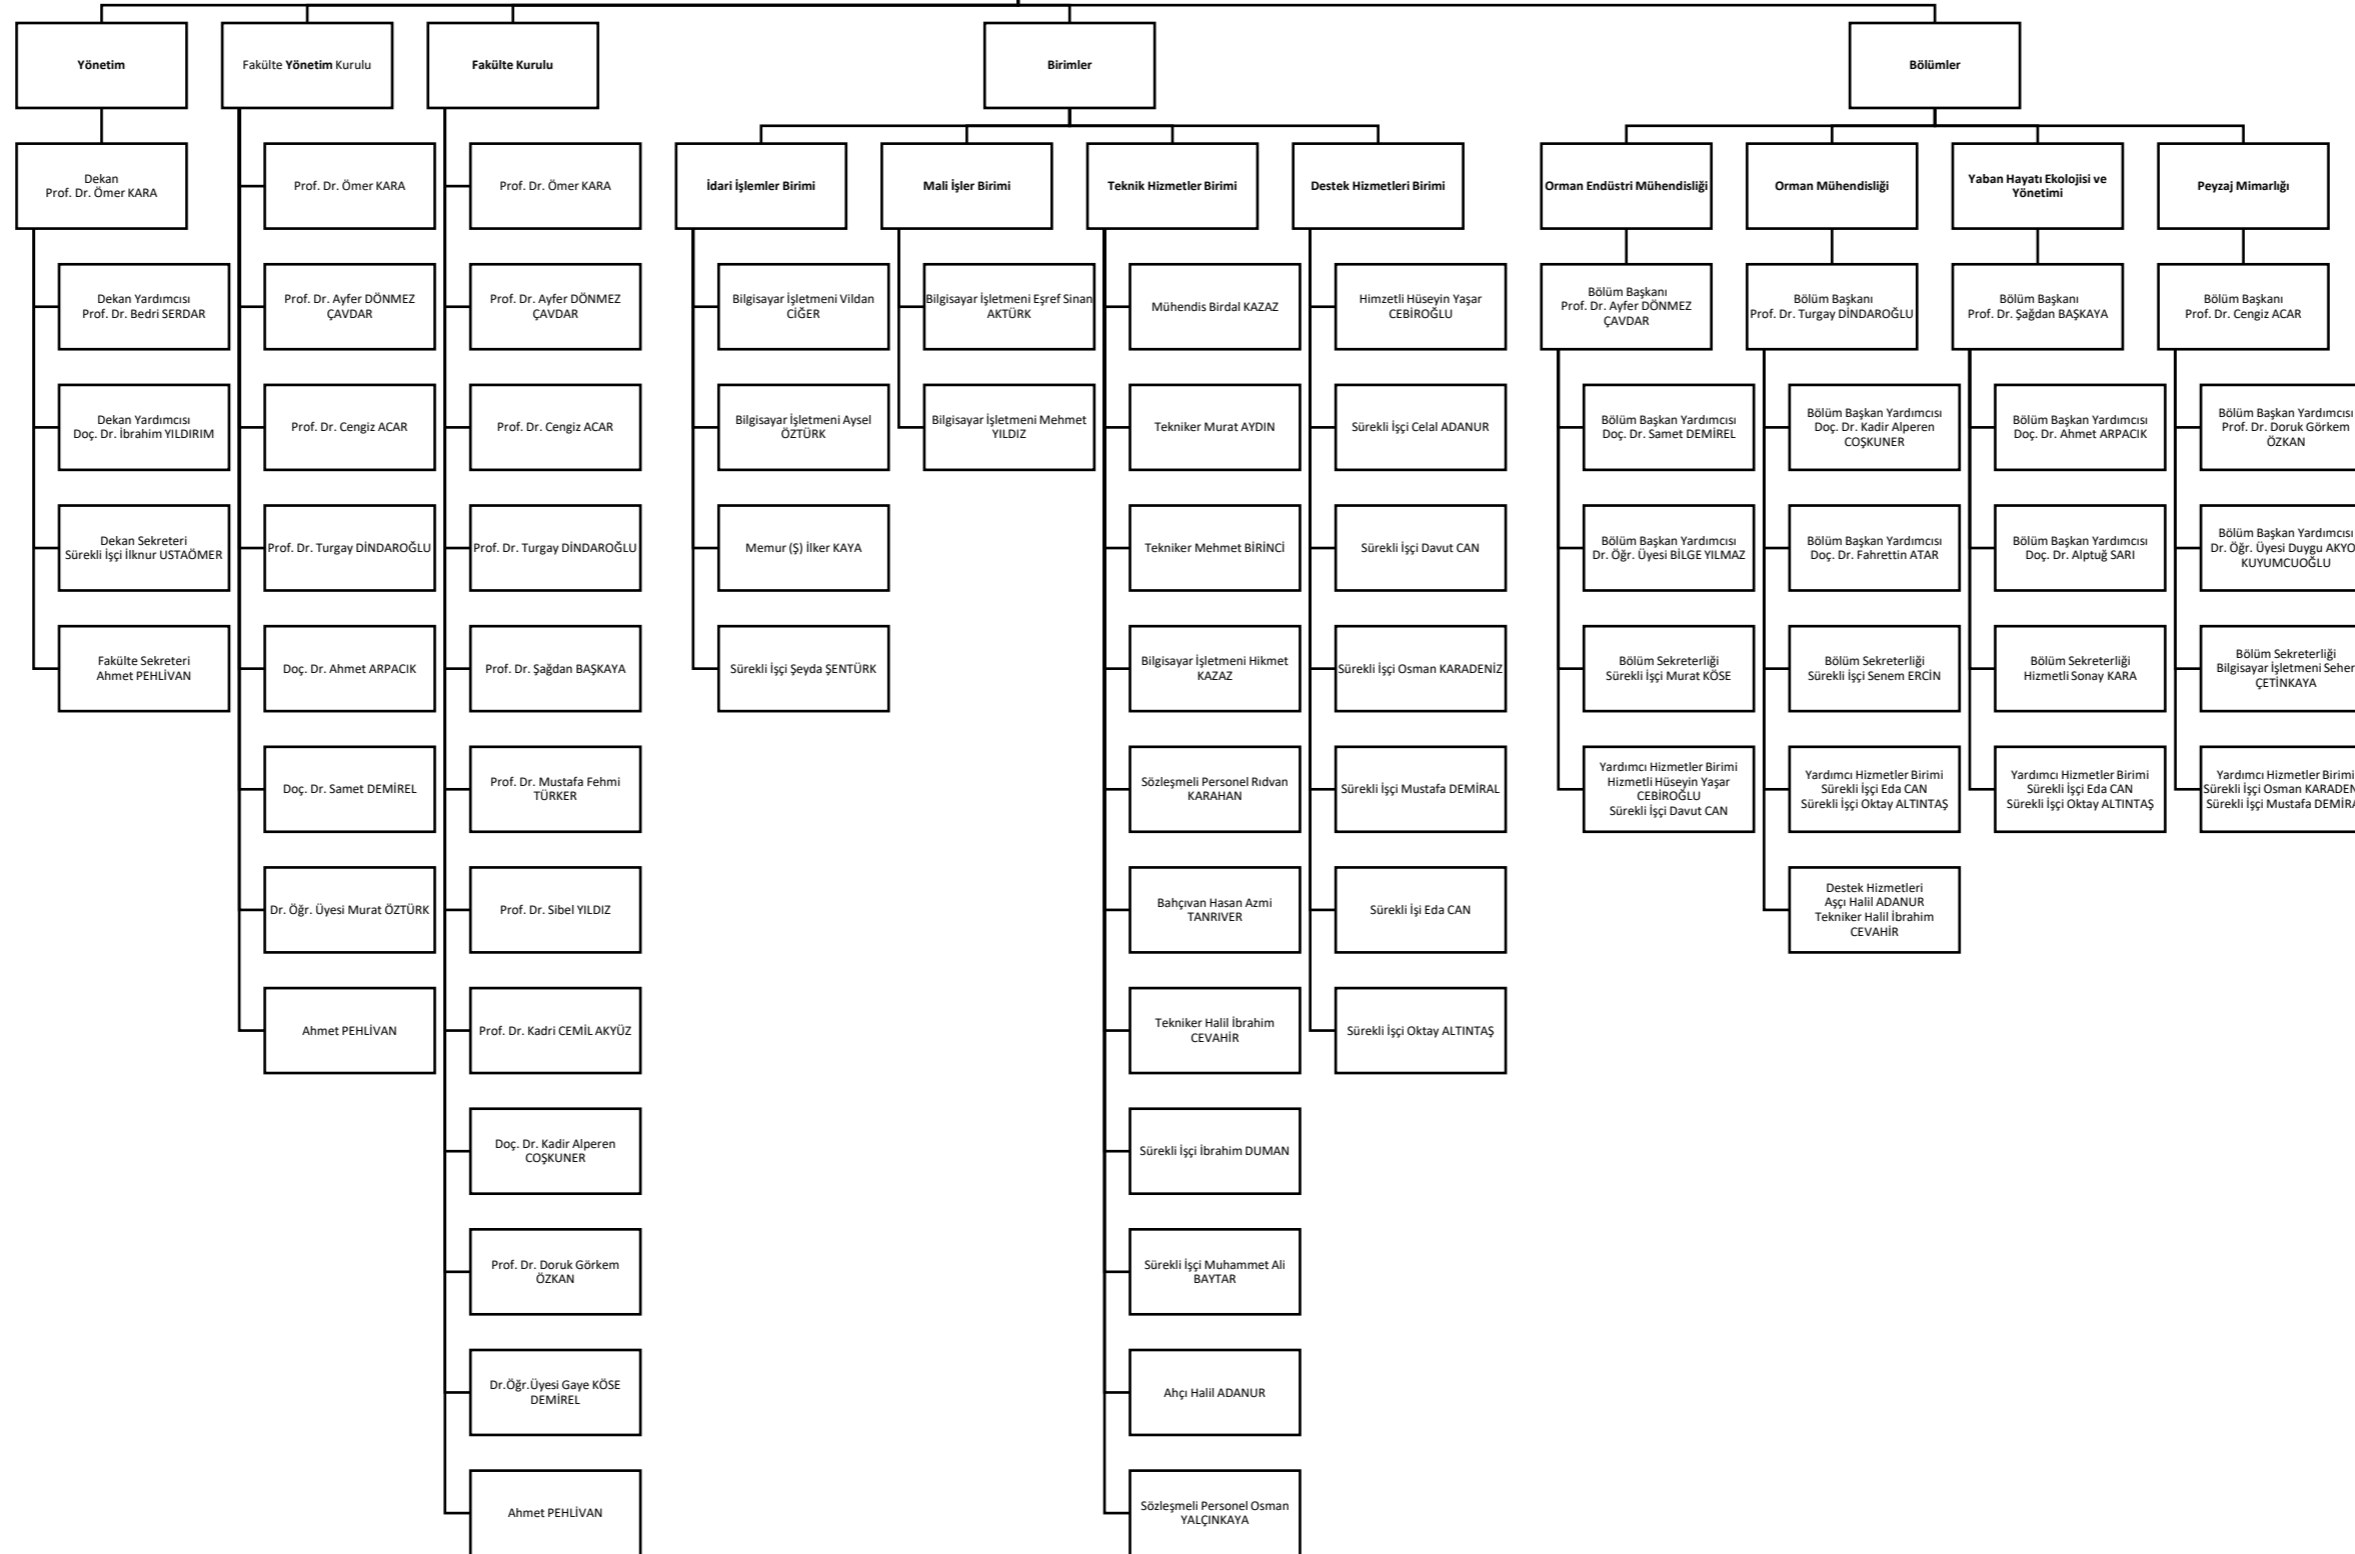 Yönetim
Dekan
Prof. Dr. Ömer KARA
Dekan Yardımcısı
Prof. Dr. Bedri SERDAR
Dekan Yardımcısı
Doç. Dr. İbrahim YILDIRIM
Dekan Sekreteri
Sürekli İşçi İlknur USTAÖMER
Fakülte Sekreteri
Ahmet PEHLİVAN
Fakülte Yönetim Kurulu
Prof. Dr. Ömer KARA
Prof. Dr. Ayfer DÖNMEZ
ÇAVDAR
Prof. Dr. Cengiz ACAR
Prof. Dr. Turgay DİNDAROĞLU
Doç. Dr. Ahmet ARPACIK
Doç. Dr. Samet DEMİREL
Dr. Öğr. Üyesi Murat ÖZTÜRK
Ahmet PEHLİVAN
Fakülte Kurulu
Prof. Dr. Ömer KARA
Prof. Dr. Ayfer DÖNMEZ
ÇAVDAR
Prof. Dr. Cengiz ACAR
Prof. Dr. Turgay DİNDAROĞLU
Prof. Dr. Şağdan BAŞKAYA
Prof. Dr. Mustafa Fehmi
TÜRKER
Prof. Dr. Sibel YILDIZ
Prof. Dr. Kadri CEMİL AKYÜZ
Doç. Dr. Kadir Alperen
COŞKUNER
Prof. Dr. Doruk Görkem
ÖZKAN
Dr.Öğr.Üyesi Gaye KÖSE
DEMİREL
Ahmet PEHLİVAN
Birimler
İdari İşlemler Birimi
Bilgisayar İşletmeni Vildan
CİĞER
Bilgisayar İşletmeni Aysel
ÖZTÜRK
Memur (Ş) İlker KAYA
Sürekli İşçi Şeyda ŞENTÜRK
Mali İşler Birimi
Bilgisayar İşletmeni Eşref Sinan
AKTÜRK
Bilgisayar İşletmeni Mehmet
YILDIZ
Teknik Hizmetler Birimi
Mühendis Birdal KAZAZ
Tekniker Murat AYDIN
Tekniker Mehmet BİRİNCİ
Bilgisayar İşletmeni Hikmet
KAZAZ
Sözleşmeli Personel Rıdvan
KARAHAN
Bahçıvan Hasan Azmi
TANRIVER
Tekniker Halil İbrahim
CEVAHİR
Sürekli İşçi İbrahim DUMAN
Sürekli İşçi Muhammet Ali
BAYTAR
Ahçı Halil ADANUR
Sözleşmeli Personel Osman
YALÇINKAYA
Destek Hizmetleri Birimi
Himzetli Hüseyin Yaşar
CEBİROĞLU
Sürekli İşçi Celal ADANUR
Sürekli İşçi Davut CAN
Sürekli İşçi Osman KARADENİZ
Sürekli İşçi Mustafa DEMİRAL
Sürekli İşi Eda CAN
Sürekli İşçi Oktay ALTINTAŞ
Bölümler
Orman Endüstri Mühendisliği
Bölüm Başkanı
Prof. Dr. Ayfer DÖNMEZ
ÇAVDAR
Bölüm Başkan Yardımcısı
Doç. Dr. Samet DEMİREL
Bölüm Başkan Yardımcısı
Dr. Öğr. Üyesi BİLGE YILMAZ
Bölüm Sekreterliği
Sürekli İşçi Murat KÖSE
Yardımcı Hizmetler Birimi
Hizmetli Hüseyin Yaşar
CEBİROĞLU
Sürekli İşçi Davut CAN
Orman Mühendisliği
Bölüm Başkanı
Prof. Dr. Turgay DİNDAROĞLU
Bölüm Başkan Yardımcısı
Doç. Dr. Kadir Alperen
COŞKUNER
Bölüm Başkan Yardımcısı
Doç. Dr. Fahrettin ATAR
Bölüm Sekreterliği
Sürekli İşçi Senem ERCİN
Yardımcı Hizmetler Birimi
Sürekli İşçi Eda CAN
Sürekli İşçi Oktay ALTINTAŞ
Destek Hizmetleri
Aşçı Halil ADANUR
Tekniker Halil İbrahim
CEVAHİR
Yaban Hayatı Ekolojisi ve
Yönetimi
Bölüm Başkanı
Prof. Dr. Şağdan BAŞKAYA
Bölüm Başkan Yardımcısı
Doç. Dr. Ahmet ARPACIK
Bölüm Başkan Yardımcısı
Doç. Dr. Alptuğ SARI
Bölüm Sekreterliği
Hizmetli Sonay KARA
Yardımcı Hizmetler Birimi
Sürekli İşçi Eda CAN
Sürekli İşçi Oktay ALTINTAŞ
Peyzaj Mimarlığı
Bölüm Başkanı
Prof. Dr. Cengiz ACAR
Bölüm Başkan Yardımcısı
Prof. Dr. Doruk Görkem
ÖZKAN
Bölüm Başkan Yardımcısı
Dr. Öğr. Üyesi Duygu
KUYUMCUOĞLU
Bölüm Sekreterliği
Bilgisayar İşletmeni Seher
ÇETİNKAYA
Yardımcı Hizmetler Birimi
Sürekli İşçi Osman
Sürekli İşçi Mustafa